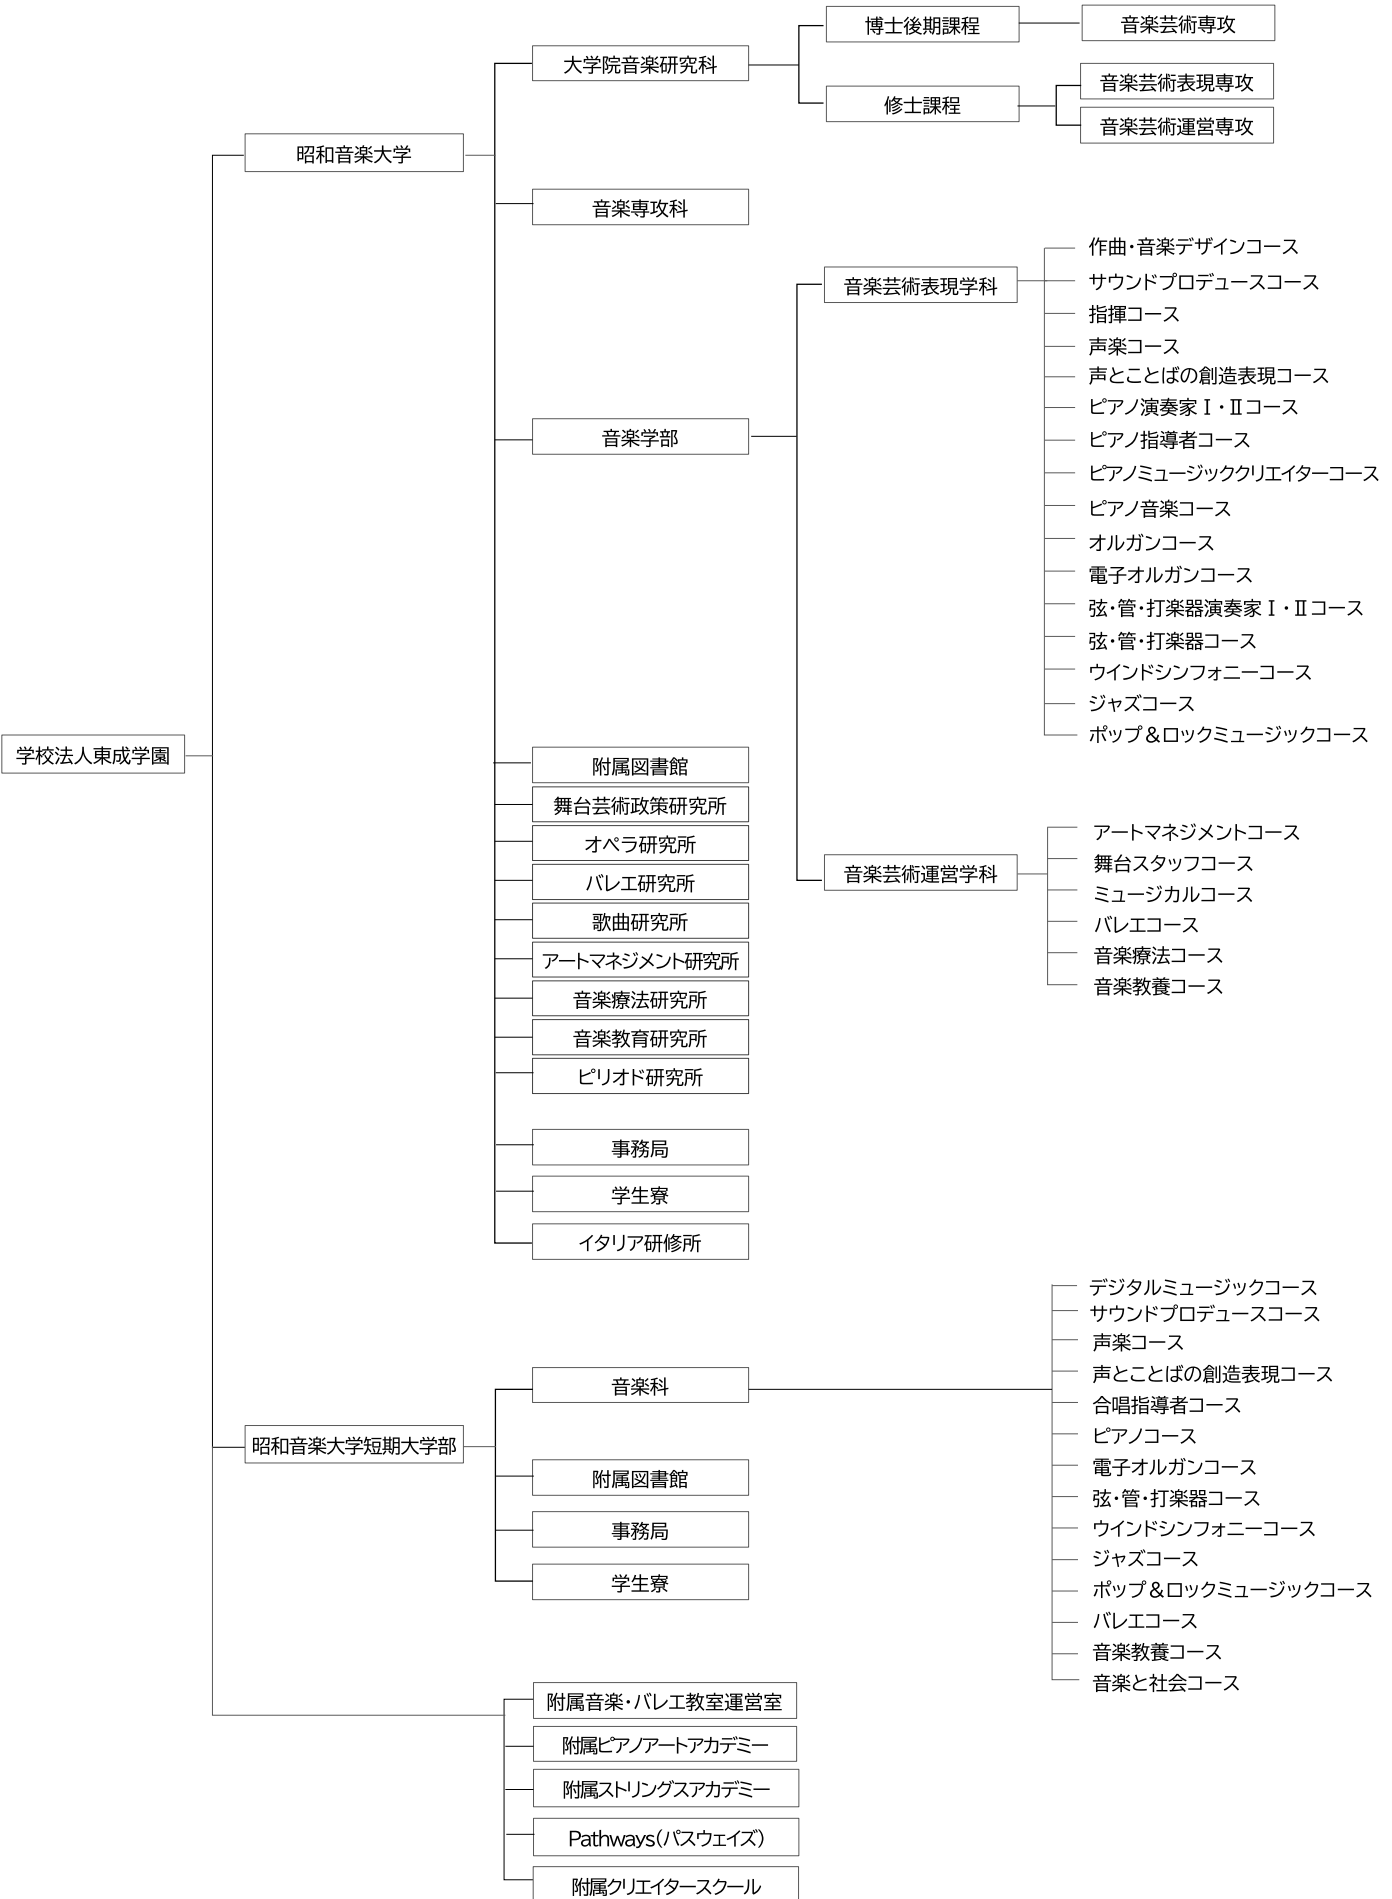 学校法人東成学園
昭和音楽大学
大学院音楽研究科
博士後期課程
音楽芸術専攻
修士課程
音楽芸術表現専攻
音楽芸術運営専攻
音楽専攻科
音楽学部
音楽芸術表現学科
作曲・音楽デザインコース
サウンドプロデュースコース
指揮コース
声楽コース
声とことばの創造表現コース
ピアノ演奏家Ⅰ・Ⅱコース
ピアノ指導者コース
ピアノミュージッククリエイターコース
ピアノ音楽コース
オルガンコース
電子オルガンコース
弦・管・打楽器演奏家Ⅰ・Ⅱコース
弦・管・打楽器コース
ウインドシンフォニーコース
ジャズコース
ポップ＆ロックミュージックコース
音楽芸術運営学科
アートマネジメントコース
舞台スタッフコース
ミュージカルコース
バレエコース
音楽療法コース
音楽教養コース
附属図書館
舞台芸術政策研究所
オペラ研究所
バレエ研究所
歌曲研究所
アートマネジメント研究所
音楽療法研究所
音楽教育研究所
ピリオド研究所
事務局
学生寮
イタリア研修所
昭和音楽大学短期大学部
音楽科
デジタルミュージックコース
サウンドプロデュースコース
声楽コース
声とことばの創造表現コース
合唱指導者コース
ピアノコース
電子オルガンコース
弦・管・打楽器コース
ウインドシンフォニーコース
ジャズコース
ポップ＆ロックミュージックコース
バレエコース
音楽教養コース
音楽と社会コース
附属図書館
事務局
学生寮
附属音楽・バレエ教室運営室
附属ピアノアートアカデミー
附属ストリングスアカデミー
Pathways（パスウェイズ）
附属クリエイタースクール